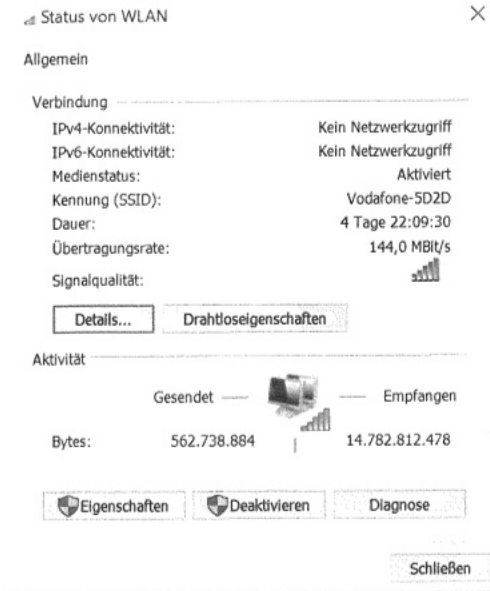 Status von WLAN
Allgemein
Verbindung
IPv4-Konnektivität: Kein Netzwerkzugriff
IPv6-Konnektivität: Kein Netzwerkzugriff
Medienstatus: Aktiviert
Kennung (SSID): Vodafone-5D2D
Dauer: 4 Tage 22:09:30
Übertragungsrate: 144,0 MBit/s
Signalqualität:
Details... Drahtloseigenschaften
Aktivität
Gesendet Empfangen
Bytes: 562.738.884 14.782.812.478
Eigenschaften Deaktivieren Diagnose
Schließen